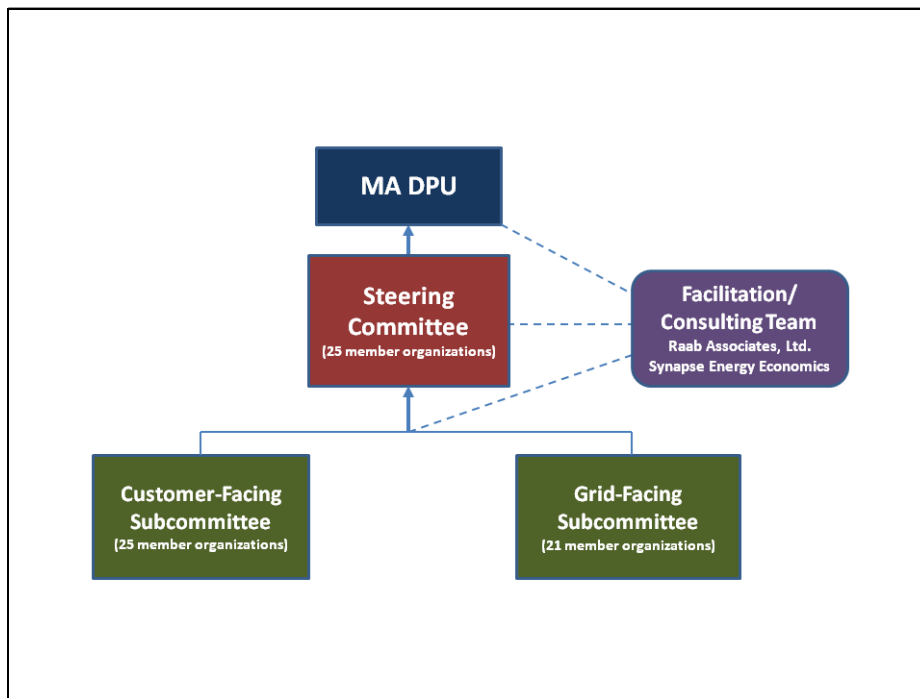 MA DPU
Steering
Committee
(25 member organizations)
Facilitation/
Consulting Team
Raab Associates, Ltd.
Synapse Energy Economics
Customer-Facing
Subcommittee
(25 member organizations)
Grid-Facing
Subcommittee
(21 member organizations)